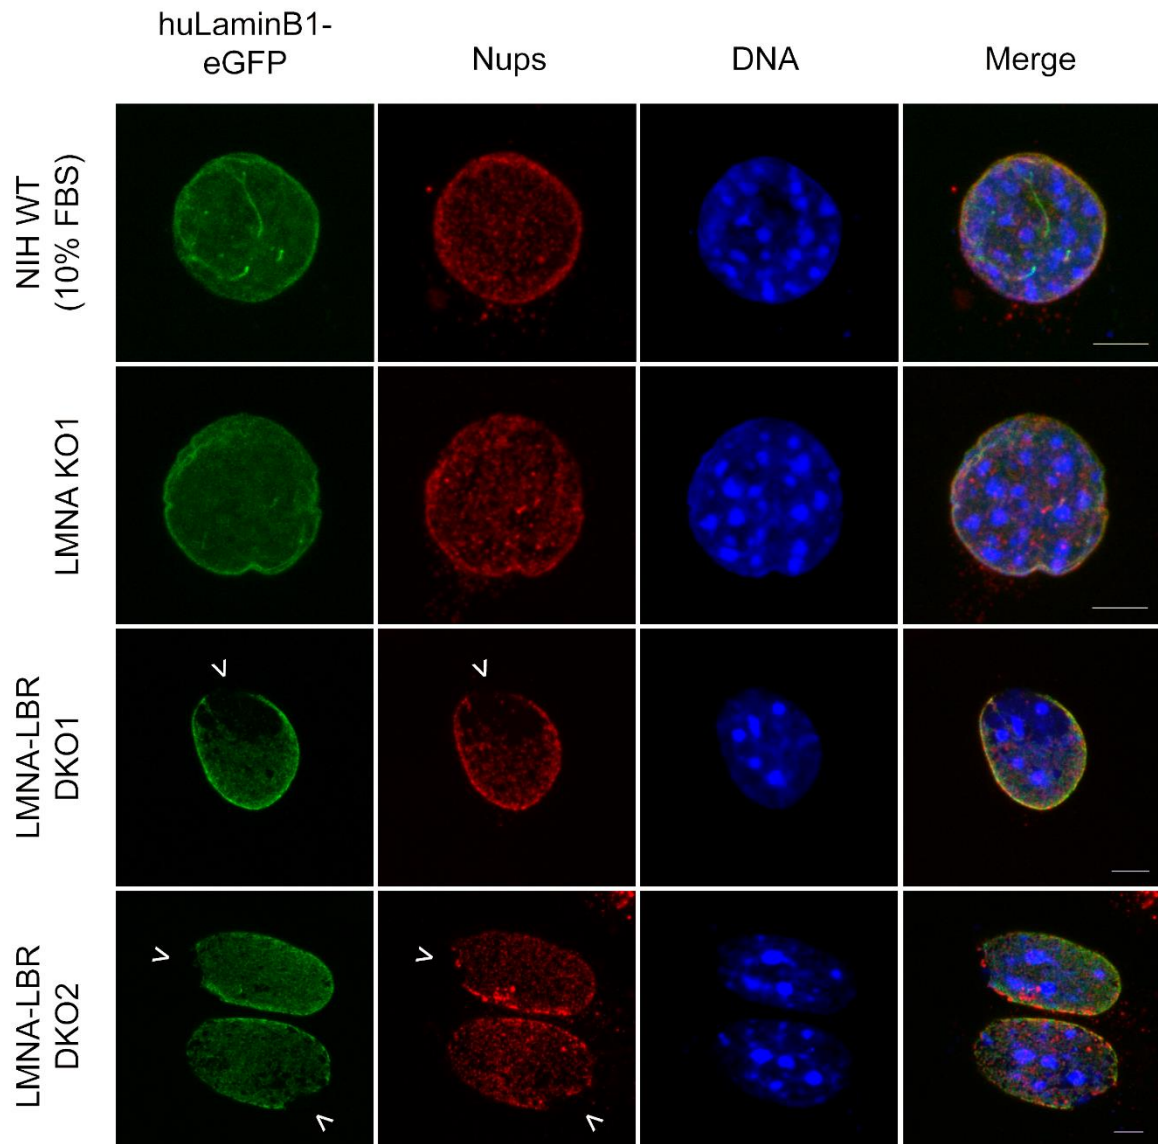 huLaminB1-
eGFP
Nups
DNA
Merge
NIH WT
(10% FBS)
LMNA KO1
LMNA-LBR
DKO1
LMNA-LBR
DKO2